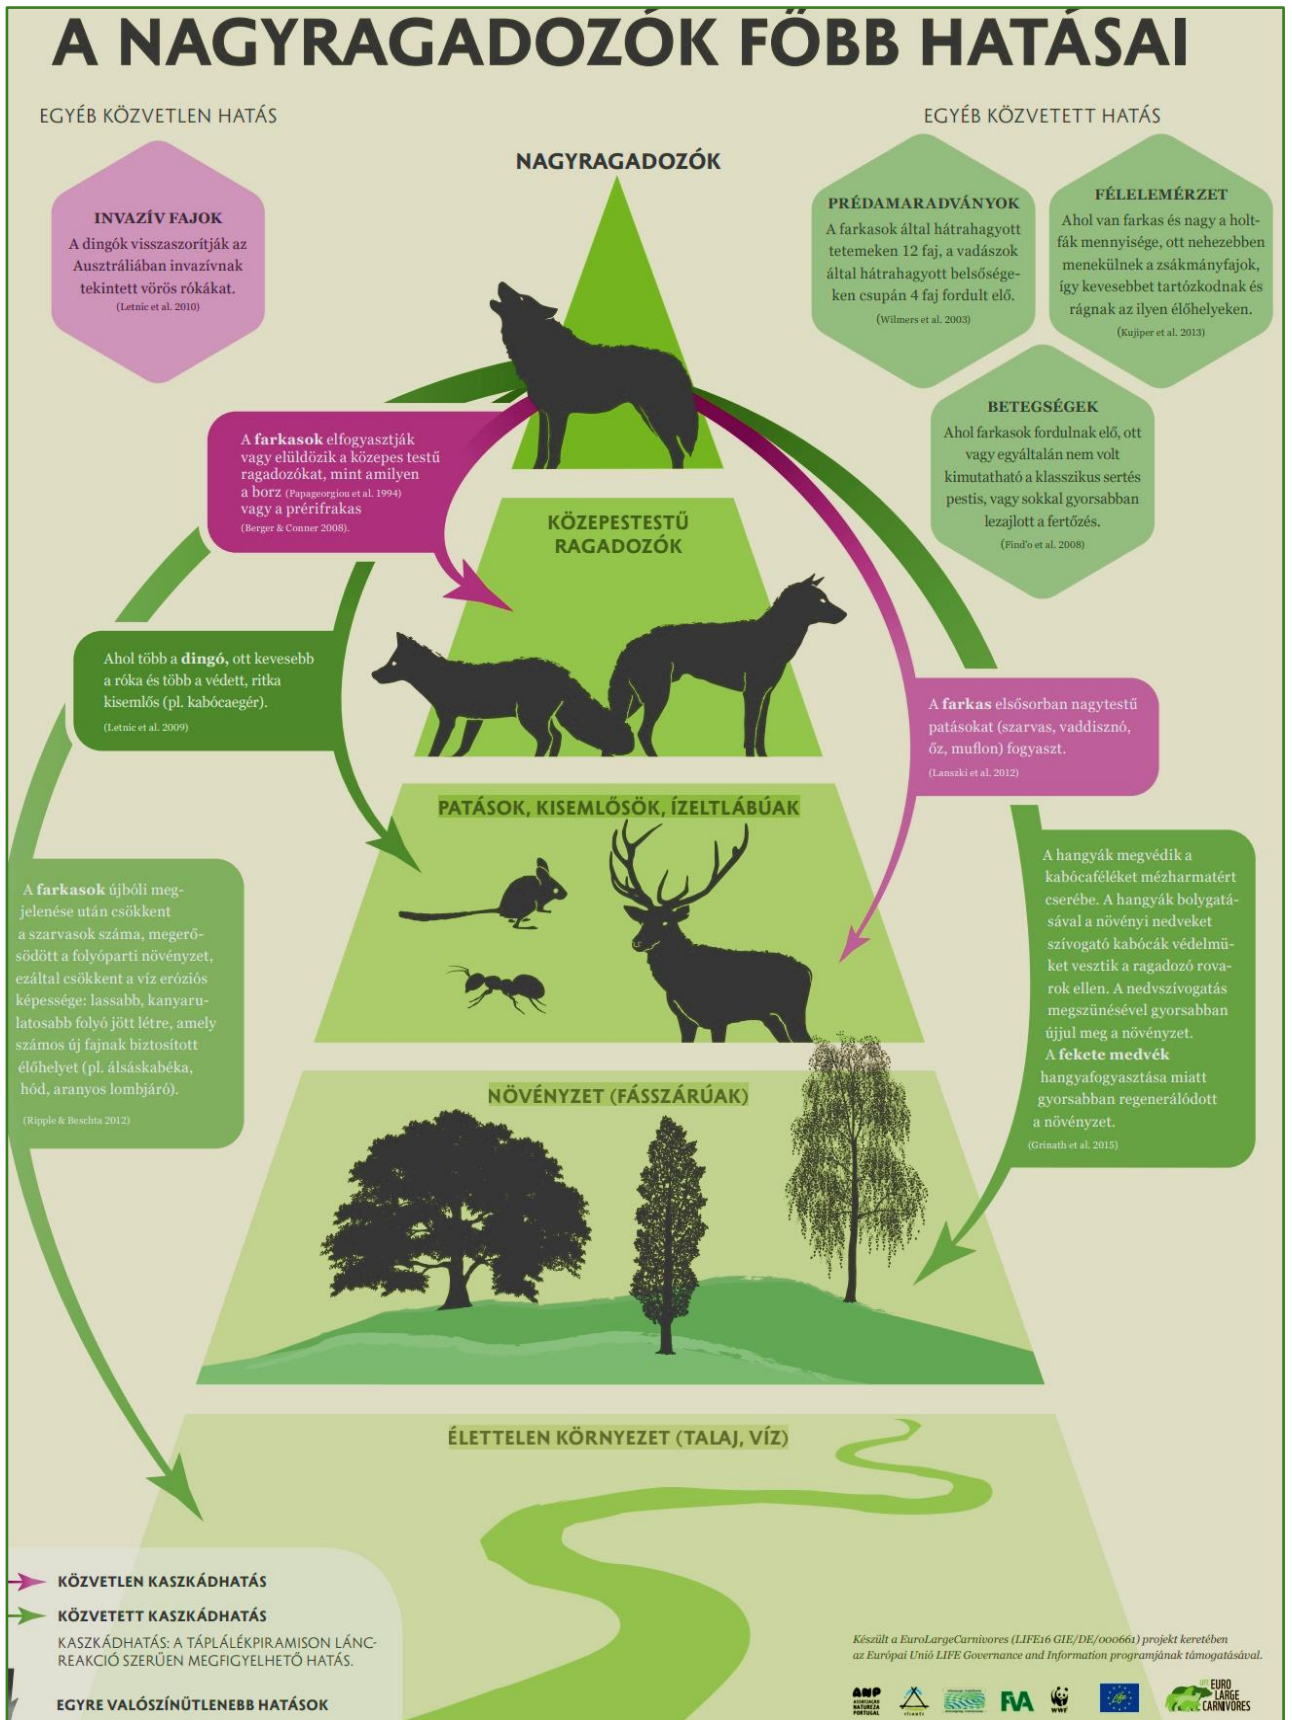 A NAGYRAGADOZÓK FŐBB HATÁSAI
EGYÉB KÖZVETLEN HATÁS
INVAZÍV FAJOK
A dingók visszaszorítják az
Ausztráliában invazívnak
tekintett vörös rókákat.
(Letnic et al. 2010)
EGYÉB KÖZVETETT HATÁS
PRÉDAMARADVÁNYOK
A farkasok által hátrahagyott
tetemeken 12 faj, a vadászok
által hátrahagyott belsősége-
ken csupán 4 faj fordult elő.
(Wilmers et al. 2003)
FÉLELEMÉRZET
Ahol van farkas és nagy a holt-
fák mennyisége, ott nehezebben
menekülnek a zsákmányfajok,
így kevesebbet tartózkodnak és
rágnak az ilyen élőhelyeken.
(Kujiper et al. 2013)
BETEGSÉGEK
Ahol farkasok fordulnak elő, ott
vagy egyáltalán nem volt
kimutatható a klasszikus sertés
pestis, vagy sokkal gyorsabban
lezajlott a fertőzés.
(Find'o et al. 2008)
NAGYRAGADOZÓK
A farkasok elfogyasztják
vagy elüldözik a közepes testű
ragadozókat, mint amilyen
a borz (Papageorgiou et al. 1994)
vagy a prérifrakas
(Berger & Conner 2008).
KÖZEPESTESTŰ
RAGADOZÓK
Ahol több a dingó, ott kevesebb
a róka és több a védett, ritka
kisemlős (pl. kabócaegér).
(Letnic et al. 2009)
A farkas elsősorban nagytestű
patásokat (szarvas, vaddisznó,
őz, muflon) fogyaszt.
(Lanszki et al. 2012)
PATÁSOK, KISEMLŐSÖK, ÍZELTLÁBÚAK
A farkasok újbóli meg-
jelenése után csökkent
a szarvasok száma, megerő-
södött a folyóparti növényzet,
ezáltal csökkent a víz eróziós
képessége: lassabb, kanyaru-
latosabb folyó jött létre, amely
számos új fajnak biztosított
élőhelyet (pl. álsáskabéka,
hód, aranyos lombjáró).
(Ripple & Beschta 2012)
A hangyák megvédik a
kabócaféléket mézharmatért
cserébe. A hangyák bolygatá-
sával a növényi nedveket
szívogató kabócák védelmü-
ket vesztik a ragadozó rova-
rok ellen. A nedvszívogatás
megszünésével gyorsabban
újjul meg a növényzet.
A fekete medvék
hangyafogyasztása miatt
gyorsabban regenerálódott
a növényzet.
(Grinath et al. 2015)
NÖVÉNYZET (FÁSSZÁRÚAK)
ÉLETTELEN KÖRNYEZET (TALAJ, VÍZ)
KÖZVETLEN KASZKÁDHATÁS
KÖZVETETT KASZKÁDHATÁS
KASZKÁDHATÁS: A TÁPLÁLÉKPIRAMISON LÁNC-
REAKCIÓ SZERŰEN MEGFIGYELHETŐ HATÁS.
EGYRE VALÓSZÍNŰTLENEBB HATÁSOK
Készült a EuroLargeCarnivores (LIFE16 GIE/DE/000661) projekt keretében
az Európai Unió LIFE Governance and Information programjának támogatásával.
ANP
ASSOCIAÇÃO
NATUREZA
PORTUGAL
FVA
WWF
EURO
LARGE
CARNIVORES